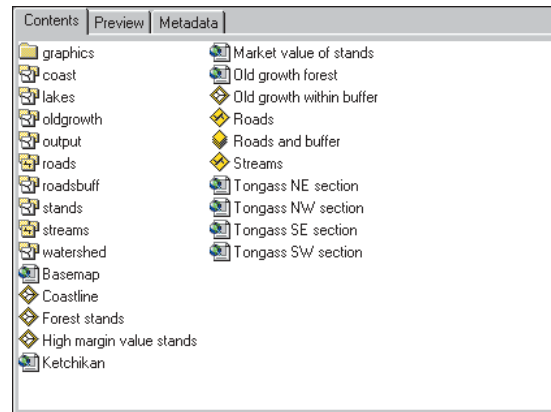 Contents
Preview
Metadata
graphics
coast
lakes
oldgrowth
output
roads
roadsbuff
stands
streams
watershed
Basemap
Coastline
Forest stands
High margin value stands
Ketchikan
Market value of stands
Old growth forest
Old growth within buffer
Roads
Roads and buffer
Streams
Tongass NE section
Tongass NW section
Tongass SE section
Tongass SW section